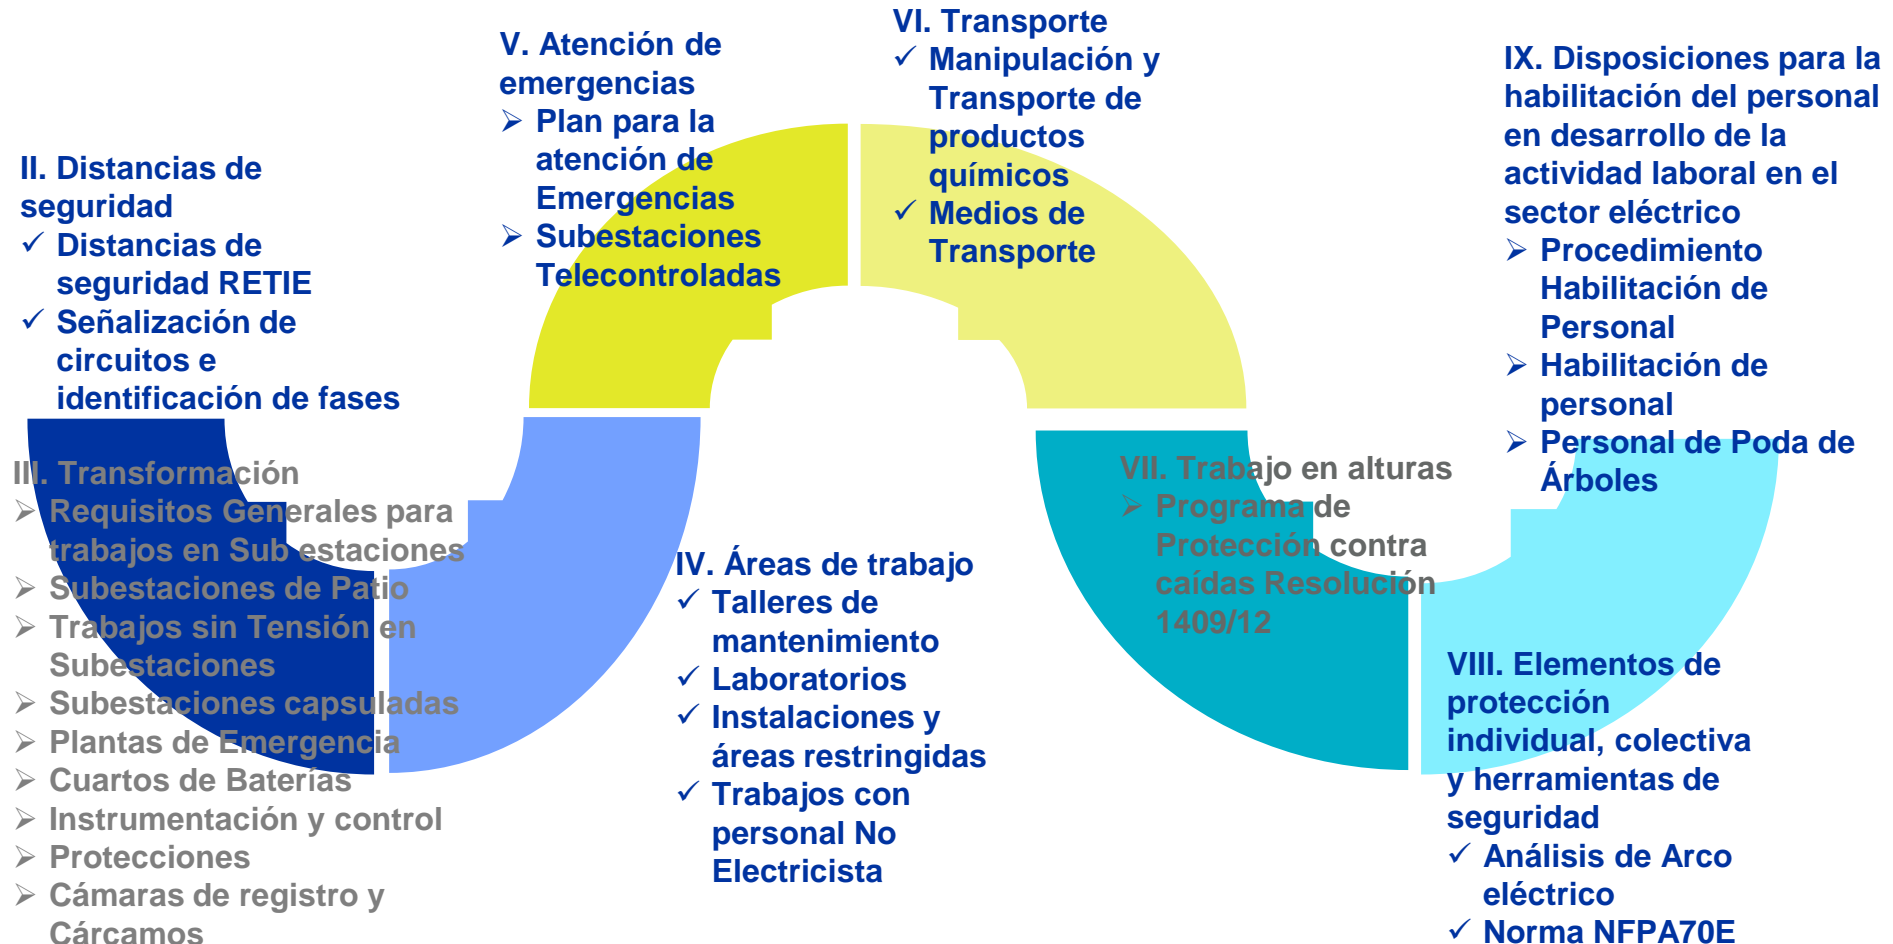 II. Distancias de
seguridad
✓ Distancias de
seguridad RETIE
✓ Señalización de
circuitos e
identificación de fases
III. Transformación
➢ Requisitos Generales para
trabajos en Sub estaciones
➢ Subestaciones de Patio
➢ Trabajos sin Tensión en
Subestaciones
➢ Subestaciones capsuladas
➢ Plantas de Emergencia
➢ Cuartos de Baterías
➢ Instrumentación y control
➢ Protecciones
➢ Cámaras de registro y
Cárcamos
IV. Áreas de trabajo
✓ Talleres de
mantenimiento
✓ Laboratorios
✓ Instalaciones y
áreas restringidas
✓ Trabajos con
personal No
Electricista
V. Atención de
emergencias
➢ Plan para la
atención de
Emergencias
➢ Subestaciones
Telecontroladas
VI. Transporte
✓ Manipulación y
Transporte de
productos
químicos
✓ Medios de
Transporte
VII. Trabajo en alturas
➢ Programa de
Protección contra
caídas Resolución
1409/12
VIII. Elementos de
protección
individual, colectiva
y herramientas de
seguridad
✓ Análisis de Arco
eléctrico
✓ Norma NFPA70E
IX. Disposiciones para la
habilitación del personal
en desarrollo de la
actividad laboral en el
sector eléctrico
➢ Procedimiento
Habilitación de
Personal
➢ Habilitación de
personal
➢ Personal de Poda de
Árboles